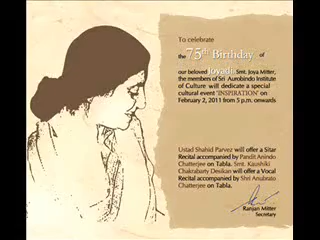 To celebrate
the 75th Birthday of
our beloved Joyadi Smt. Joya Mitter,
the members of Sri Aurobindo Institute
of Culture will dedicate a special
cultural event 'INSPIRATION' on
February 2, 2011 from 5 p.m. onwards
Ustad Shahid Parvez will offer a Sitar
Recital accompanied by Pandit Anindo
Chatterjee on Tabla. Smt. Kaushiki
Chakrabarty Desikan will offer a Vocal
Recital accompanied by Shri Anubrato
Chatterjee on Tabla.
Ranjan Mitter
Secretary